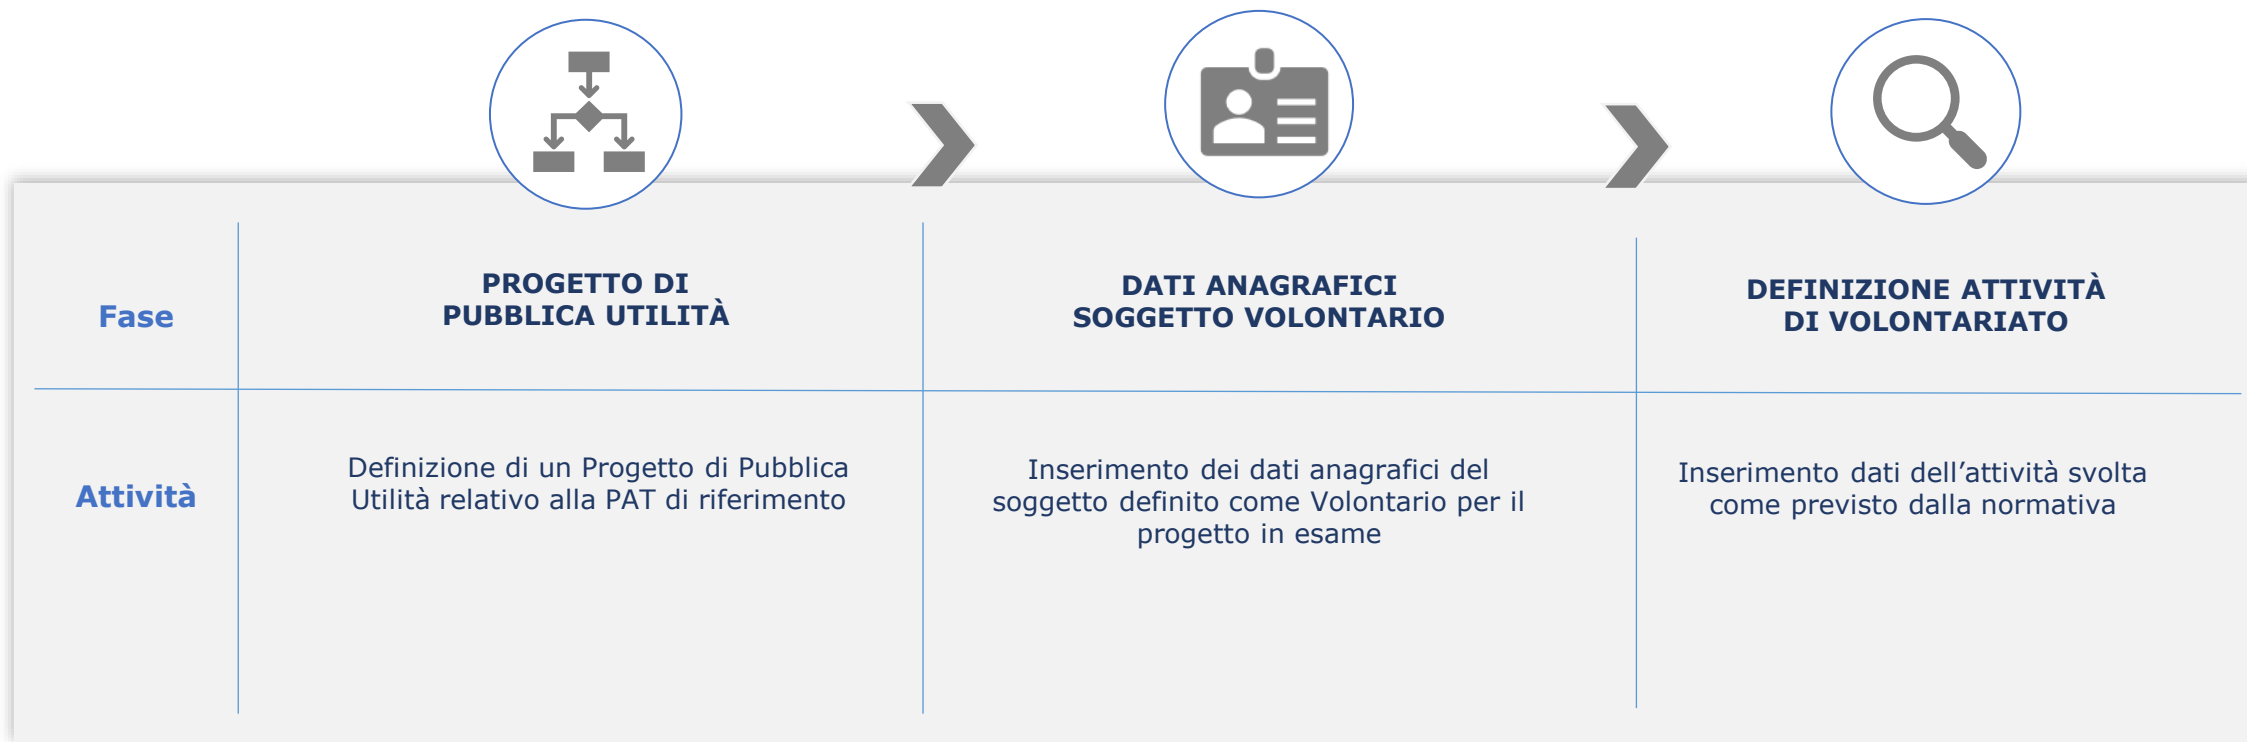 Fase
PROGETTO DI
PUBBLICA UTILITÀ
DATI ANAGRAFICI
SOGGETTO VOLONTARIO
DEFINIZIONE ATTIVITÀ
DI VOLONTARIATO
Attività
Definizione di un Progetto di Pubblica
Utilità relativo alla PAT di riferimento
Inserimento dei dati anagrafici del
soggetto definito come Volontario per il
progetto in esame
Inserimento dati dell’attività svolta
come previsto dalla normativa